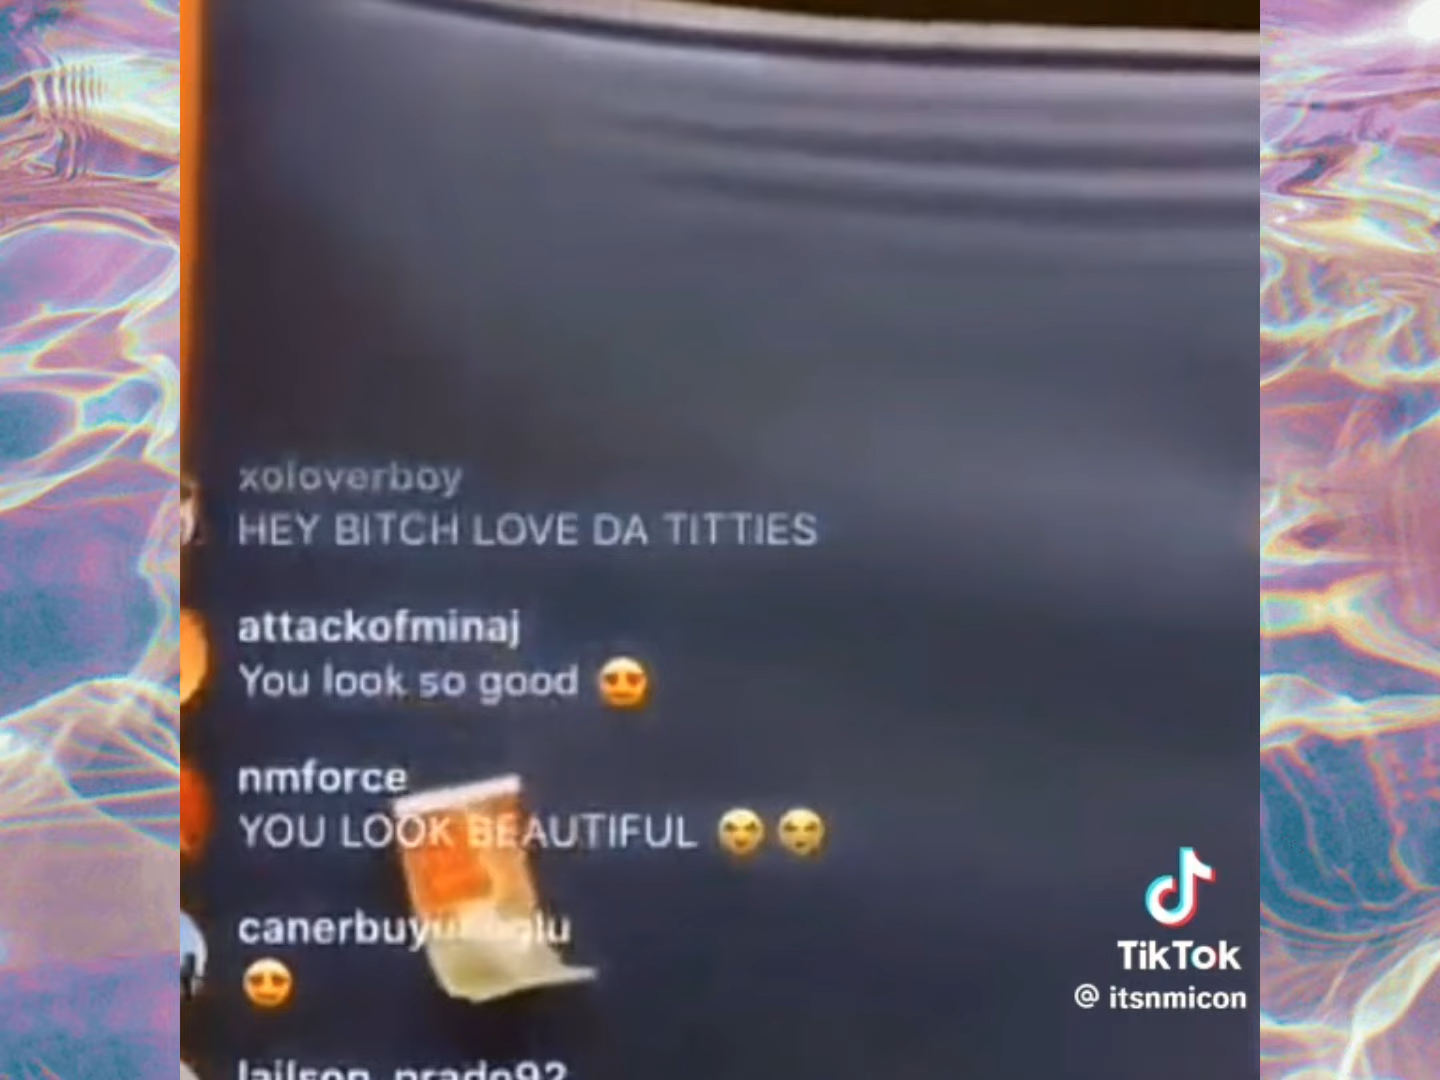 xoloverboy
HEY BITCH LOVE DA TITTIES
attackofminaj
You look so good 😍
nmforce
YOU LOOK BEAUTIFUL
😍
TikTok
@ itsnmicon